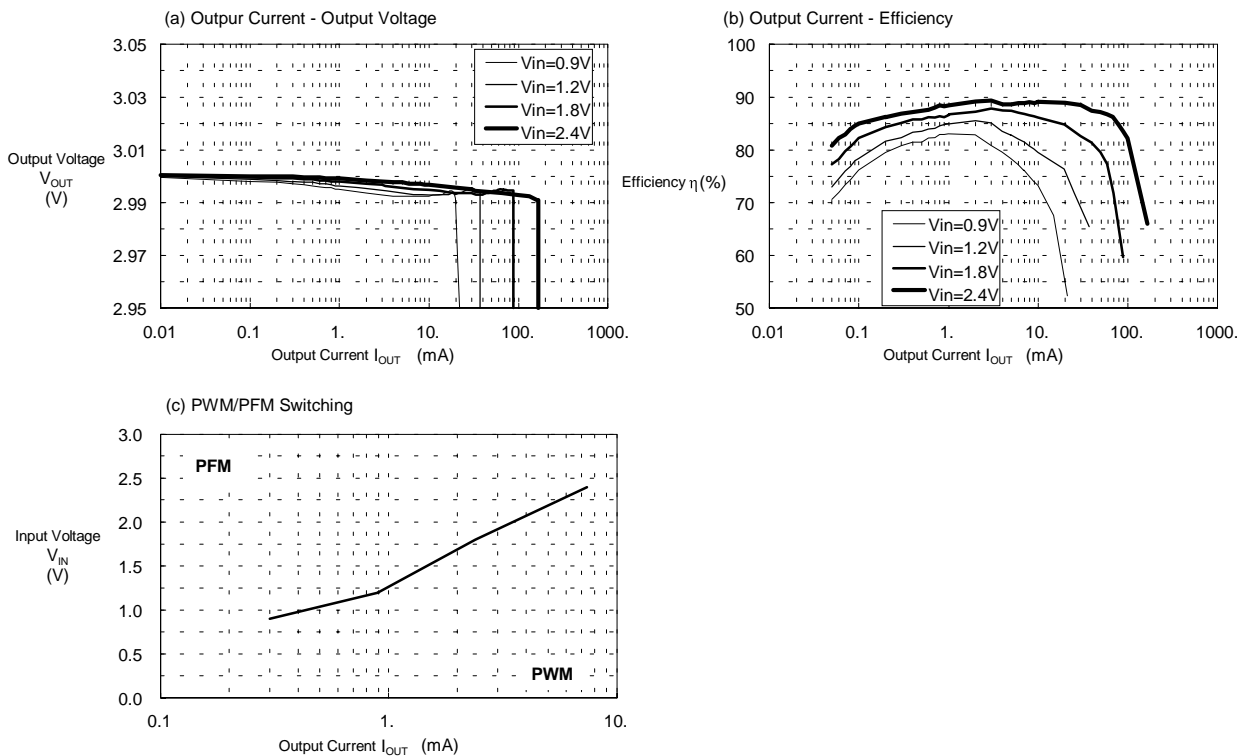 (a) Outpur Current - Output Voltage
3.05
3.03
3.01
2.99
2.97
2.95
Output Voltage
VOUT
(V)
Vin=0.9V
Vin=1.2V
Vin=1.8V
Vin=2.4V
0.01
0.1
1.
10.
100.
1000.
Output Current IOUT (mA)
(b) Output Current - Efficiency
100
90
80
70
60
50
Efficiency η(%)
Vin=0.9V
Vin=1.2V
Vin=1.8V
Vin=2.4V
0.01
0.1
1.
10.
100.
1000.
Output Current IOUT (mA)
(c) PWM/PFM Switching
3.0
2.5
2.0
1.5
1.0
0.5
0.0
Input Voltage
VIN
(V)
PFM
PWM
0.1
1.
10.
Output Current IOUT (mA)